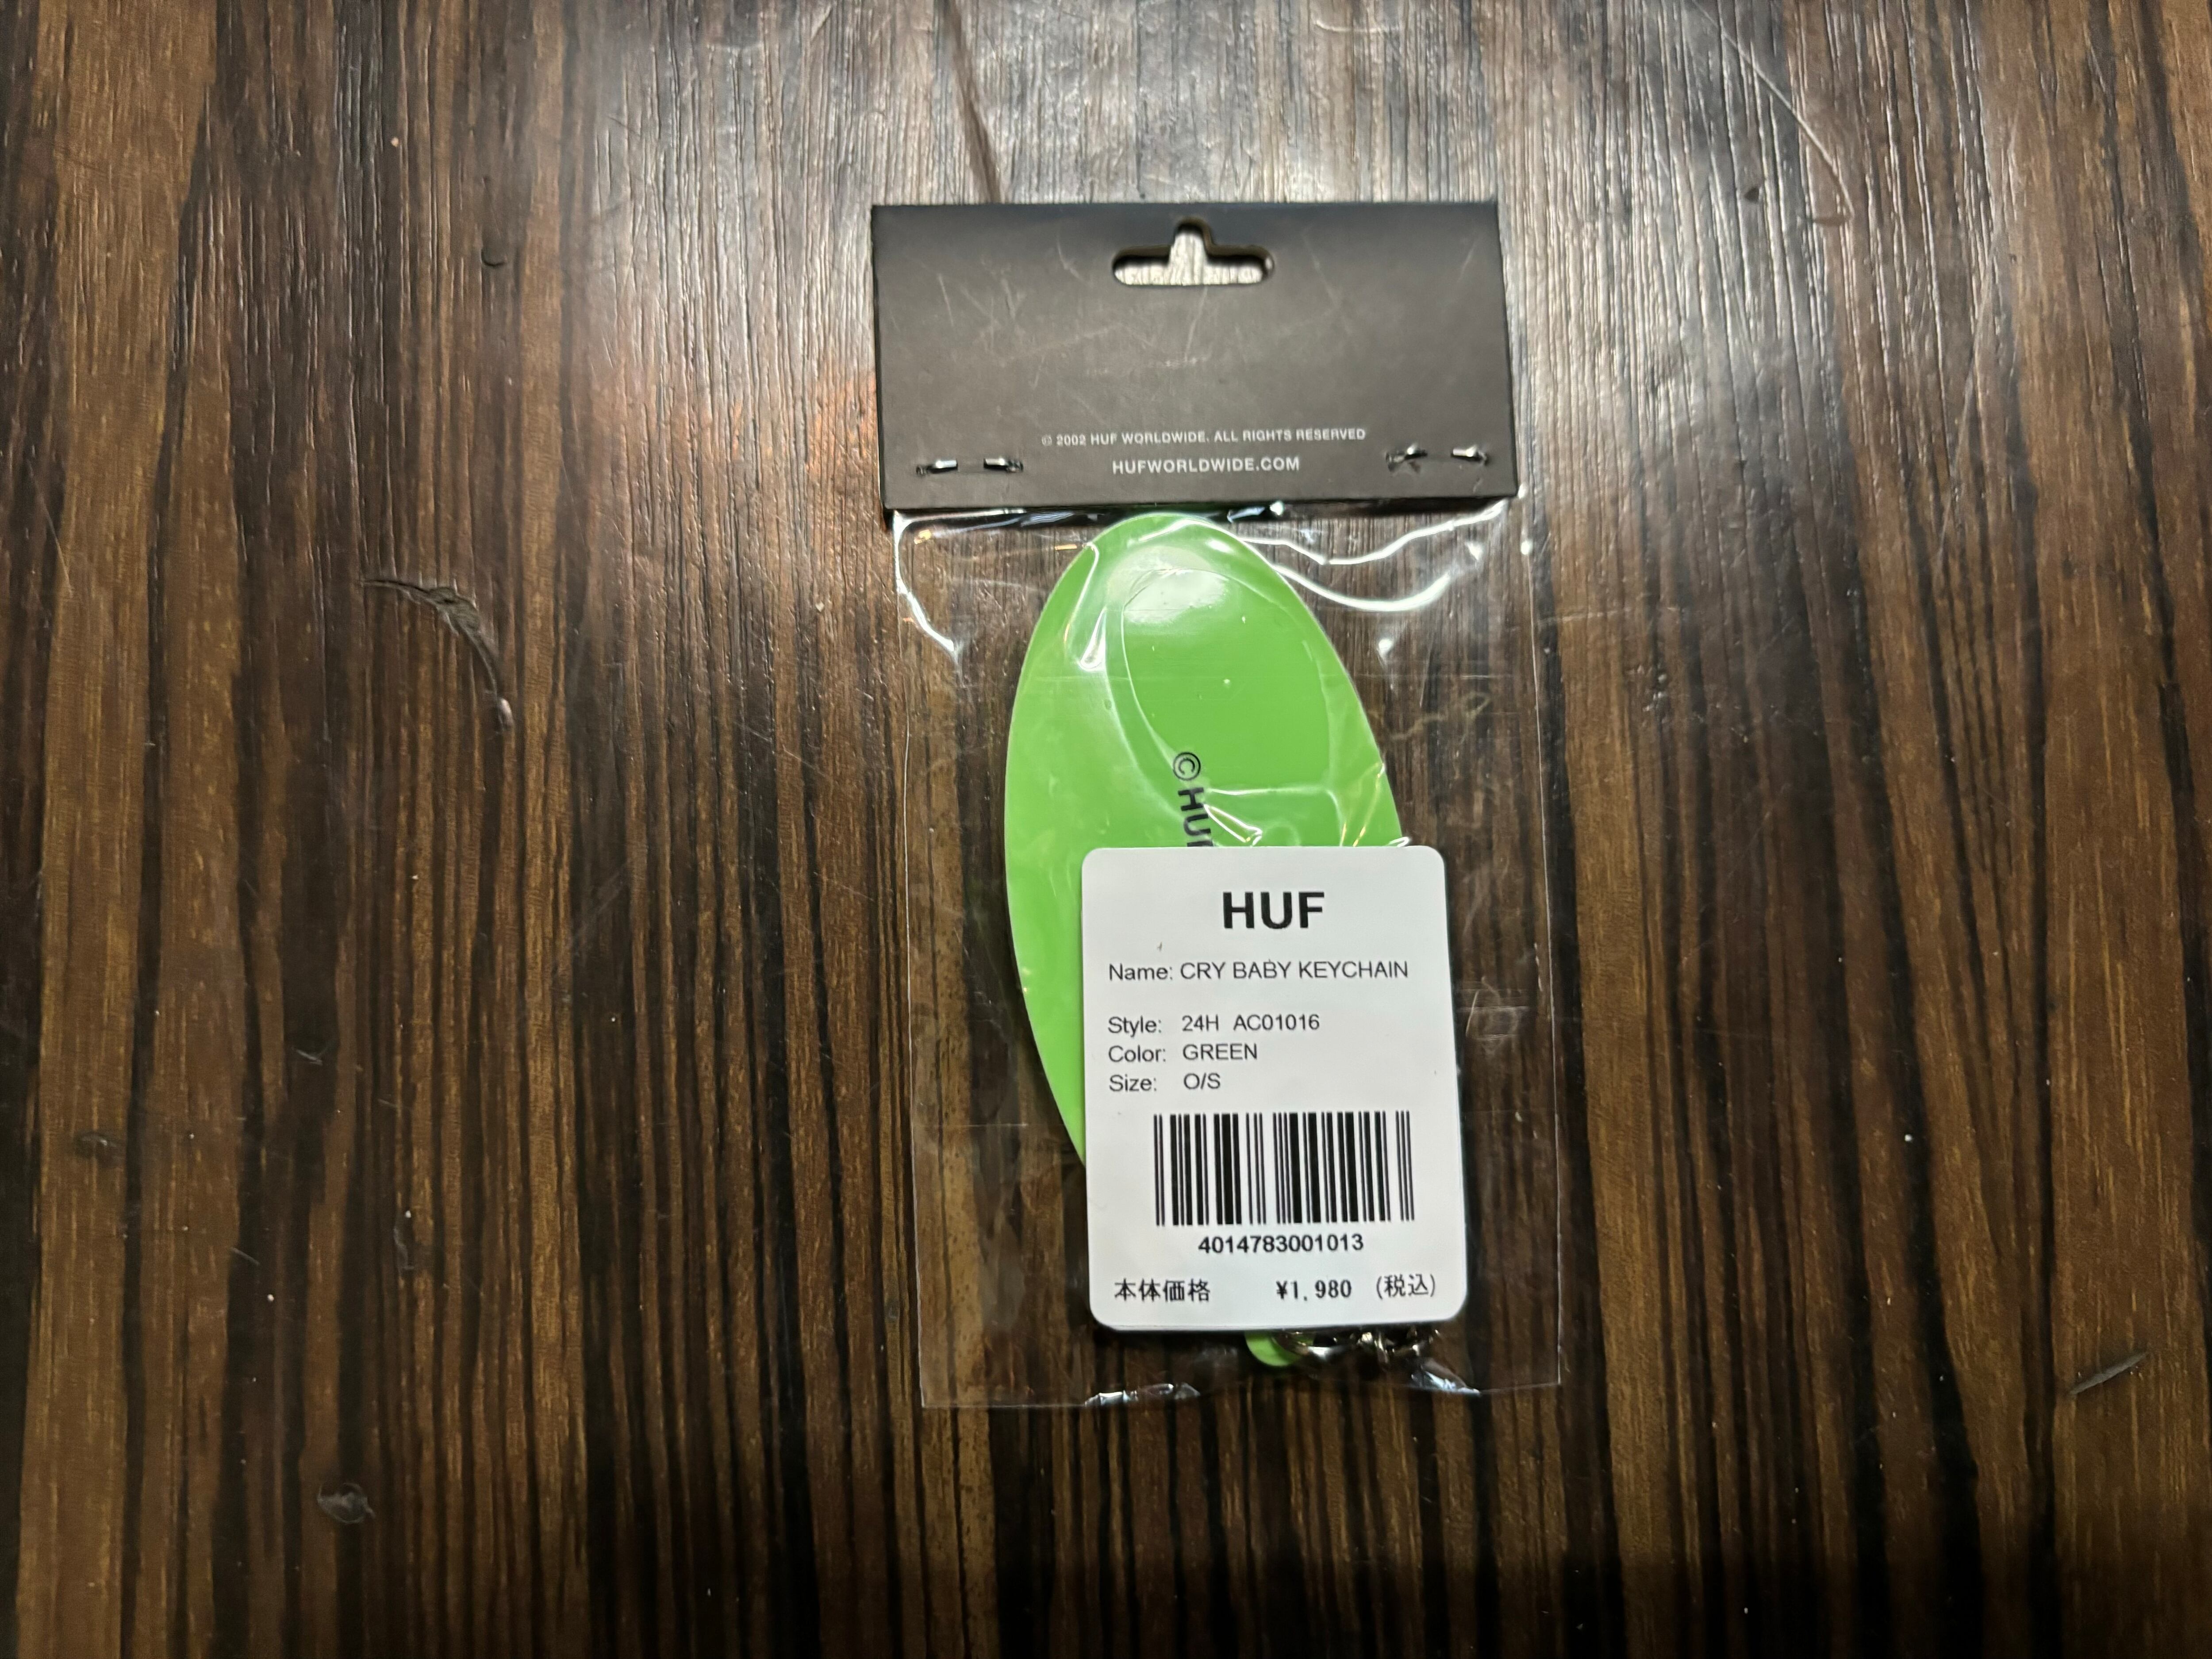 © 2002 HUF WORLDWIDE. ALL RIGHTS RESERVED
HUFWORLDWIDE.COM
©HUF
HUF
Name: CRY BABY KEYCHAIN
Style: 24H AC01016
Color: GREEN
Size: O/S
4014783001013
本体価格 ¥1,980 (税込)